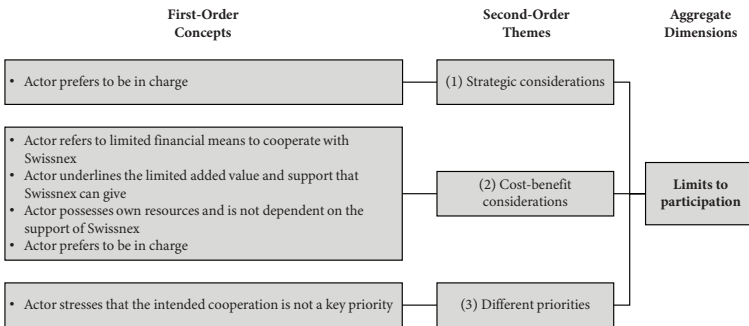 First-Order
Concepts
Second-Order
Themes
Aggregate
Dimensions
• Actor prefers to be in charge
(1) Strategic considerations
• Actor refers to limited financial means to cooperate with
Swissnex
• Actor underlines the limited added value and support that
Swissnex can give
• Actor possesses own resources and is not dependent on the
support of Swissnex
• Actor prefers to be in charge
(2) Cost-benefit
considerations
Limits to
participation
• Actor stresses that the intended cooperation is not a key priority
(3) Different priorities